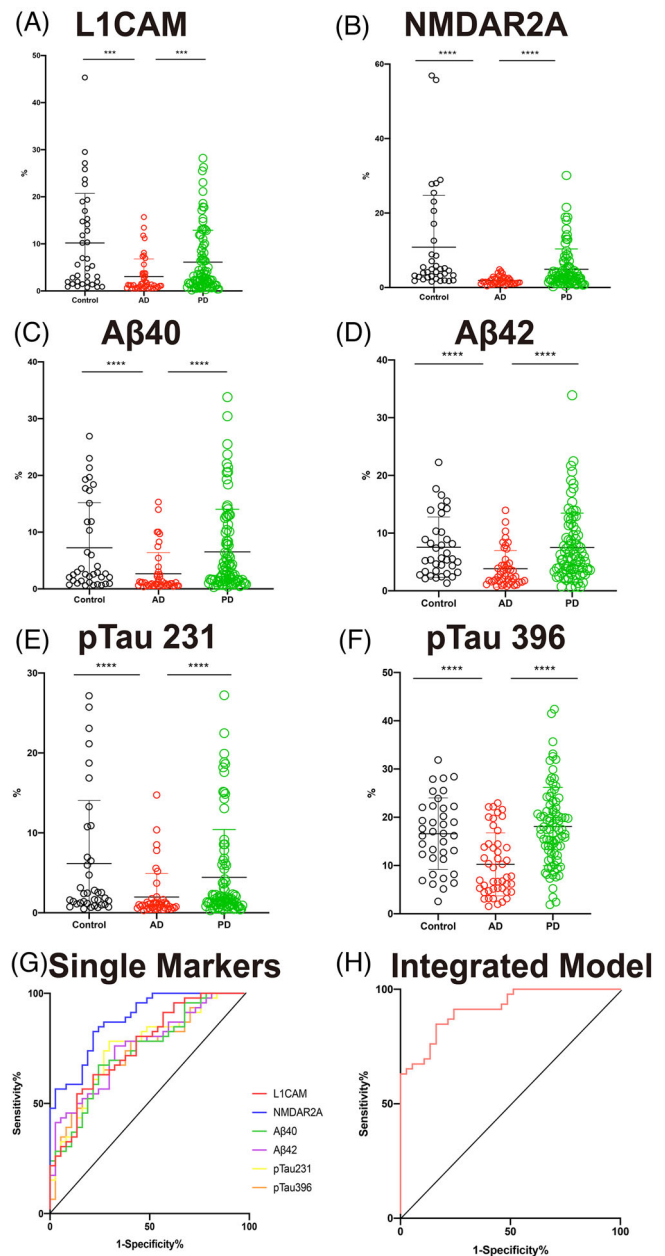 (A) L1CAM
*** ***
50
40
30
20
10
0
%
Control AD PD
(B) NMDAR2A
**** ****
60
40
20
0
%
Control AD PD
(C) Aβ40
**** ****
40
30
20
10
0
%
Control AD PD
(D) Aβ42
**** ****
40
30
20
10
0
%
Control AD PD
(E) pTau 231
**** ****
30
20
10
0
%
Control AD PD
(F) pTau 396
**** ****
50
40
30
20
10
0
%
Control AD PD
(G) Single Markers
100
50
0
Sensitivity%
L1CAM
NMDAR2A
Aβ40
Aβ42
pTau231
pTau396
0 50 100
1-Specificity%
(H) Integrated Model
100
50
0
Sensitivity%
0 50 100
1-Specificity%